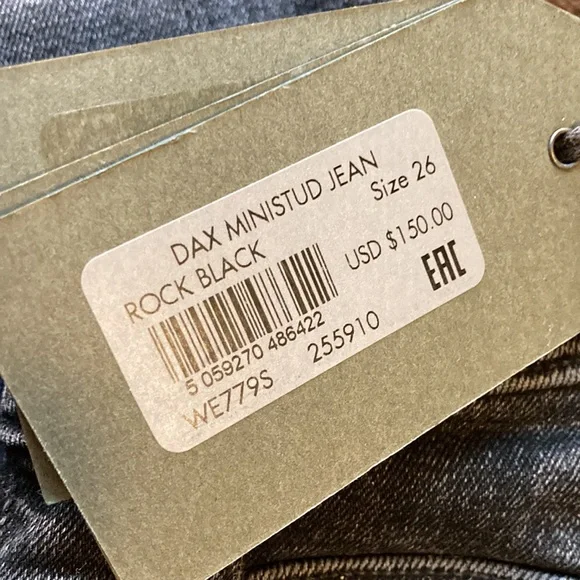 DAX MINISTUD JEAN
ROCK BLACK Size 26
USD $150.00
5 059270 486422
EAC
WE779S 255910